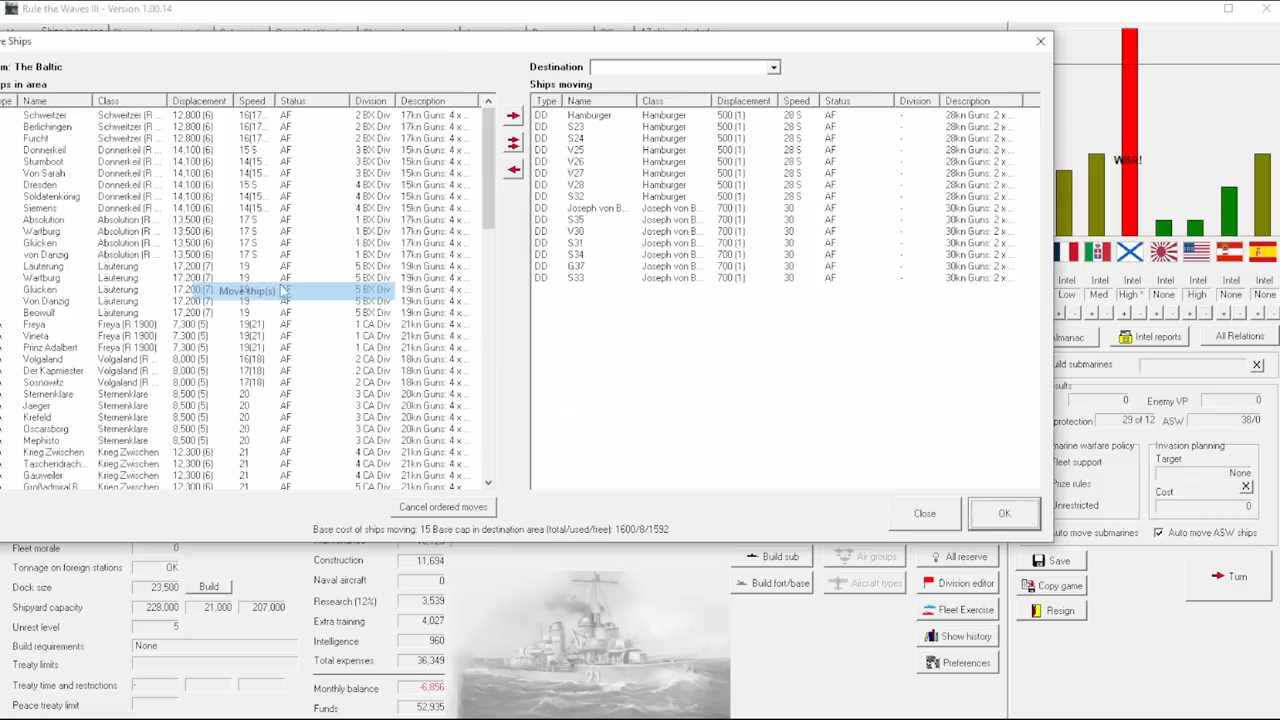 Rule the Waves III - Version 1.00.14
ve Ships
m: The Baltic
Destination
ips in area
Ships moving
ype Name Class Displacement Speed Status Division Description
Type Name Class Displacement Speed Status Division Description
Schweitzer Schweitzer (R ... 12,800 (6) 16(17... AF 2 BX Div 17kn Guns: 4 x ...
Berlichingen Schweitzer (R ... 12,800 (6) 16(17... AF 2 BX Div 17kn Guns: 4 x ...
Furcht Schweitzer (R ... 12,800 (6) 16(17... AF 2 BX Div 17kn Guns: 4 x ...
Donnerkeil Donnerkeil (R ... 14,100 (6) 15 S AF 3 BX Div 15kn Guns: 4 x ...
Sturmboot Donnerkeil (R ... 14,100 (6) 14(15... AF 3 BX Div 15kn Guns: 4 x ...
Von Sarah Donnerkeil (R ... 14,100 (6) 14(15... AF 3 BX Div 15kn Guns: 4 x ...
Dresden Donnerkeil (R ... 14,100 (6) 15 S AF 4 BX Div 15kn Guns: 4 x ...
Soldatenkönig Donnerkeil (R ... 14,100 (6) 14(15... AF 4 BX Div 15kn Guns: 4 x ...
Siemens Donnerkeil (R ... 14,100 (6) 14(15... AF 4 BX Div 15kn Guns: 4 x ...
Absolution Absolution (R ... 13,500 (6) 17 S AF 1 BX Div 17kn Guns: 4 x ...
Wartburg Absolution (R ... 13,500 (6) 17 S AF 1 BX Div 17kn Guns: 4 x ...
Glücken Absolution (R ... 13,500 (6) 17 S AF 1 BX Div 17kn Guns: 4 x ...
von Danzig Absolution (R ... 13,500 (6) 17 S AF 1 BX Div 17kn Guns: 4 x ...
Läuterung Läuterung 17,200 (7) 19 AF 5 BX Div 19kn Guns: 4 x ...
Wartburg Läuterung 17,200 (7) 19 AF 5 BX Div 19kn Guns: 4 x ...
Glücken Läuterung 17,200 (7) Move ship(s) AF 5 BX Div 19kn Guns: 4 x ...
Von Danzig Läuterung 17,200 (7) 19 AF 5 BX Div 19kn Guns: 4 x ...
Beowulf Läuterung 17,200 (7) 19 AF 5 BX Div 19kn Guns: 4 x ...
Freya Freya (R 1900) 7,300 (5) 19(21) AF 1 CA Div 21kn Guns: 4 x ...
Vineta Freya (R 1900) 7,300 (5) 19(21) AF 1 CA Div 21kn Guns: 4 x ...
Prinz Adalbert Freya (R 1900) 7,300 (5) 19(21) AF 1 CA Div 21kn Guns: 4 x ...
Volgaland Volgaland (R ... 8,000 (5) 16(18) AF 2 CA Div 18kn Guns: 4 x ...
Der Kapmiester Volgaland (R ... 8,000 (5) 17(18) AF 2 CA Div 18kn Guns: 4 x ...
Sosnowitz Volgaland (R ... 8,000 (5) 17(18) AF 2 CA Div 18kn Guns: 4 x ...
Sternenklare Sternenklare 8,500 (5) 20 AF 3 CA Div 20kn Guns: 4 x ...
Jaeger Sternenklare 8,500 (5) 20 AF 3 CA Div 20kn Guns: 4 x ...
Krefeld Sternenklare 8,500 (5) 20 AF 3 CA Div 20kn Guns: 4 x ...
Oscarsborg Sternenklare 8,500 (5) 20 AF 3 CA Div 20kn Guns: 4 x ...
Mephisto Sternenklare 8,500 (5) 20 AF 3 CA Div 20kn Guns: 4 x ...
Krieg Zwischen Krieg Zwischen 12,300 (6) 21 AF 4 CA Div 21kn Guns: 4 x ...
Taschendrach... Krieg Zwischen 12,300 (6) 21 AF 4 CA Div 21kn Guns: 4 x ...
Gauweiler Krieg Zwischen 12,300 (6) 21 AF 4 CA Div 21kn Guns: 4 x ...
Großadmiral R Krieg Zwischen 12,300 (6) 21 AF 5 CA Div 21kn Guns: 4 x
DD Hamburger Hamburger 500 (1) 28 S AF - 28kn Guns: 2 x ...
DD S23 Hamburger 500 (1) 28 S AF - 28kn Guns: 2 x ...
DD S24 Hamburger 500 (1) 28 S AF - 28kn Guns: 2 x ...
DD V25 Hamburger 500 (1) 28 S AF - 28kn Guns: 2 x ...
DD V26 Hamburger 500 (1) 28 S AF - 28kn Guns: 2 x ...
DD V27 Hamburger 500 (1) 28 S AF - 28kn Guns: 2 x ...
DD V28 Hamburger 500 (1) 28 S AF - 28kn Guns: 2 x ...
DD S32 Hamburger 500 (1) 28 S AF - 28kn Guns: 2 x ...
DD Joseph von B... Joseph von B... 700 (1) 30 AF - 30kn Guns: 2 x ...
DD S35 Joseph von B... 700 (1) 30 AF - 30kn Guns: 2 x ...
DD V30 Joseph von B... 700 (1) 30 AF - 30kn Guns: 2 x ...
DD S31 Joseph von B... 700 (1) 30 AF - 30kn Guns: 2 x ...
DD S34 Joseph von B... 700 (1) 30 AF - 30kn Guns: 2 x ...
DD G37 Joseph von B... 700 (1) 30 AF - 30kn Guns: 2 x ...
DD S33 Joseph von B... 700 (1) 30 AF - 30kn Guns: 2 x ...
Cancel ordered moves
Close
OK
Base cost of ships moving: 15 Base cap in destination area (total/used/free): 1600/8/1592
WAR!
Intel Intel Intel Intel Intel Intel Intel
Low Med High* None High None None
+ - + - + - + - + - + - + -
Almanac
Intel reports
All Relations
uild submarines
sults
0 Enemy VP 0
protection 29 of 12 ASW 38/0
marine warfare policy
Fleet support
Prize rules
Unrestricted
Invasion planning
Target
None
Cost
0
Auto move submarines
Auto move ASW ships
Fleet morale 0
Tonnage on foreign stations OK
Dock size 23,500 Build
Shipyard capacity 228,000 21,000 207,000
Unrest level 5
Build requirements None
Treaty limits
Treaty time and restrictions -
Peace treaty limit
Construction 11,694
Naval aircraft 0
Research (12%) 3,539
Extra training 4,027
Intelligence 960
Total expenses 36,349
Monthly balance -6,856
Funds 52,935
Build sub
Build fort/base
Air groups
Aircraft types
All reserve
Division editor
Fleet Exercise
Show history
Preferences
Save
Copy game
Resign
Turn